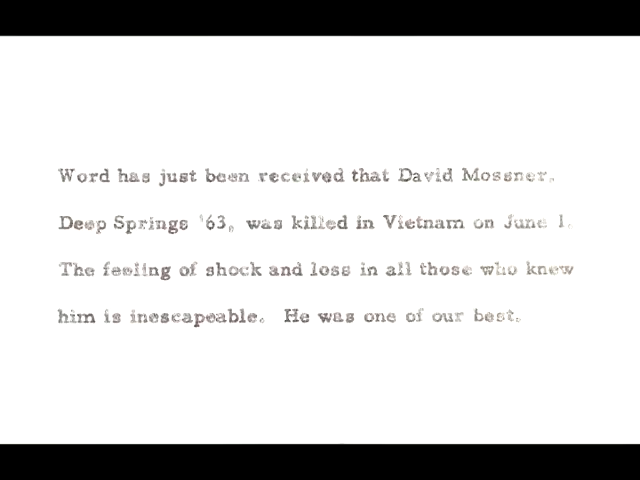 Word has just been received that David Mossner,
Deep Springs '63, was killed in Vietnam on June 1.
The feeling of shock and loss in all those who knew
him is inescapeable. He was one of our best.